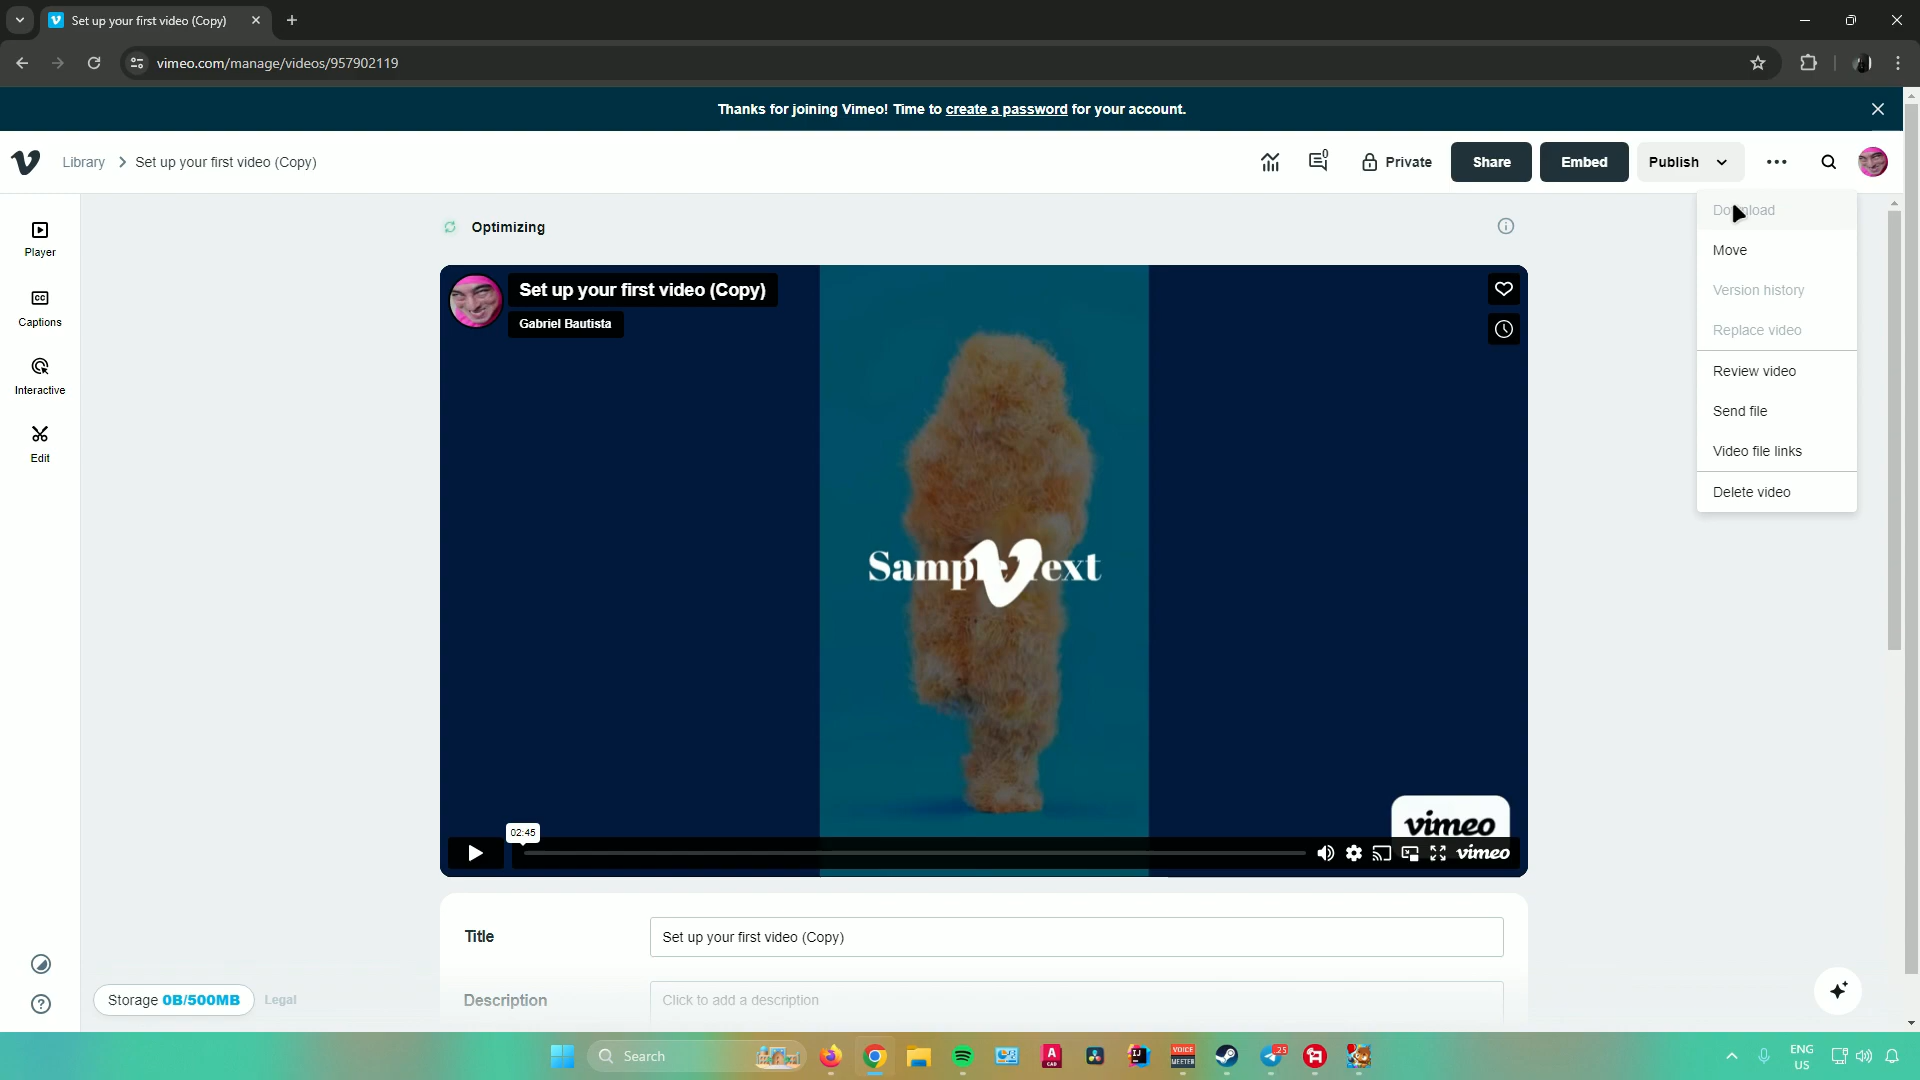 Set up your first video (Copy)
vimeo.com/manage/videos/957902119
Thanks for joining Vimeo! Time to create a password for your account.
Library > Set up your first video (Copy)
0
Private
Share
Embed
Publish
Download
Move
Version history
Replace video
Review video
Send file
Video file links
Delete video
Player
Captions
Interactive
Edit
Optimizing
Set up your first video (Copy)
Gabriel Bautista
Sample Text
vimeo
02:45
vimeo
Title
Set up your first video (Copy)
Description
Click to add a description
Storage 0B/500MB
Legal
Search
VOICE
MEETER
25
ENG
US